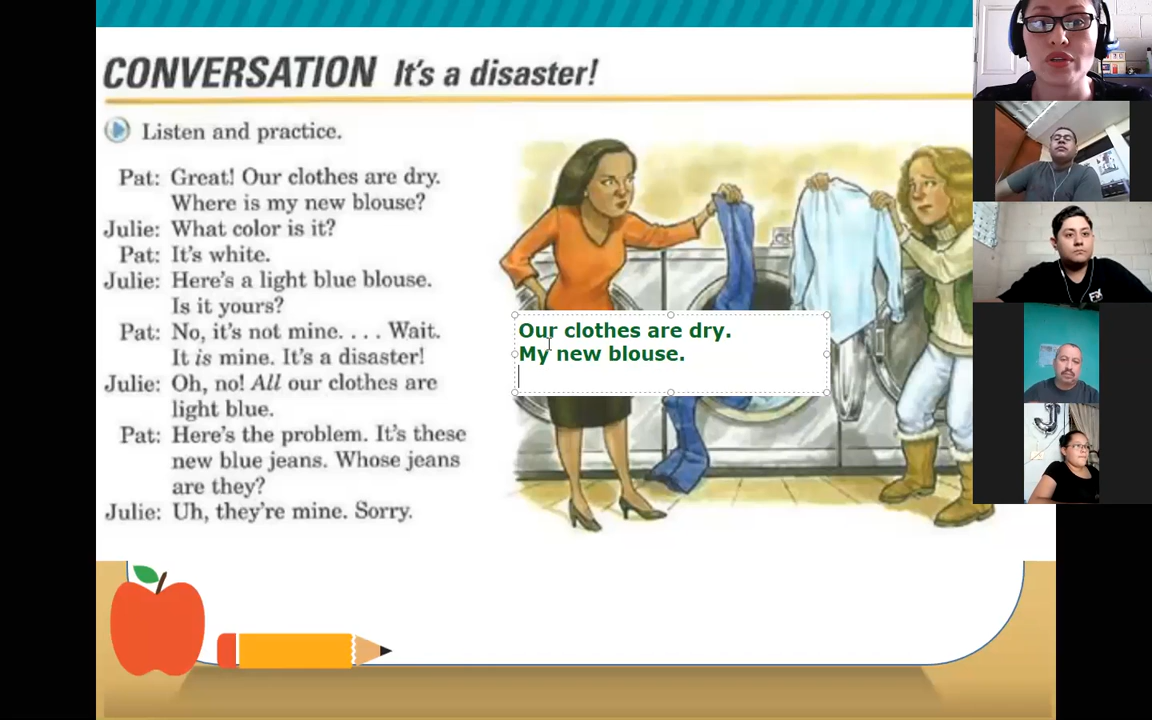 CONVERSATION It's a disaster!
Listen and practice.
Pat: Great! Our clothes are dry.
Where is my new blouse?
Julie: What color is it?
Pat: It's white.
Julie: Here's a light blue blouse.
Is it yours?
Pat: No, it's not mine. . . . Wait.
It is mine. It's a disaster!
Julie: Oh, no! All our clothes are
light blue.
Pat: Here's the problem. It's these
new blue jeans. Whose jeans
are they?
Julie: Uh, they're mine. Sorry.
Our clothes are dry.
My new blouse.